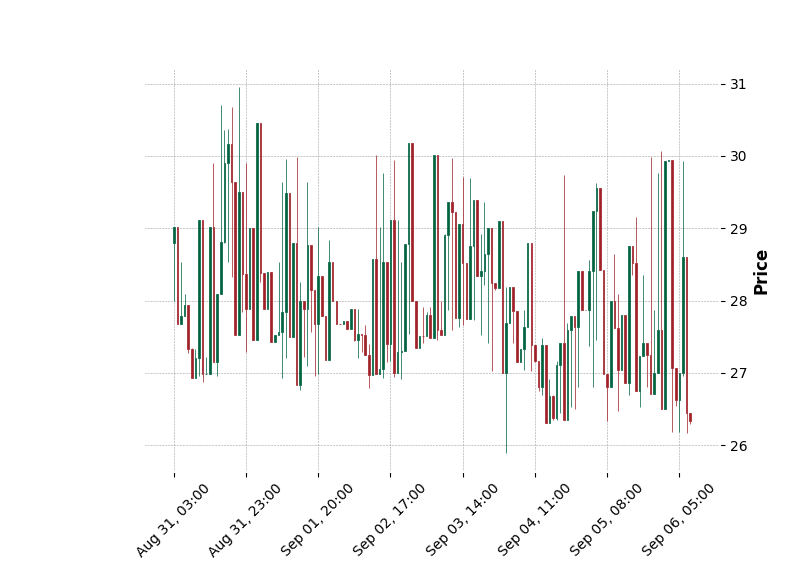 31
30
29
28
27
26
Price
Aug 31, 03:00
Aug 31, 23:00
Sep 01, 20:00
Sep 02, 17:00
Sep 03, 14:00
Sep 04, 11:00
Sep 05, 08:00
Sep 06, 05:00